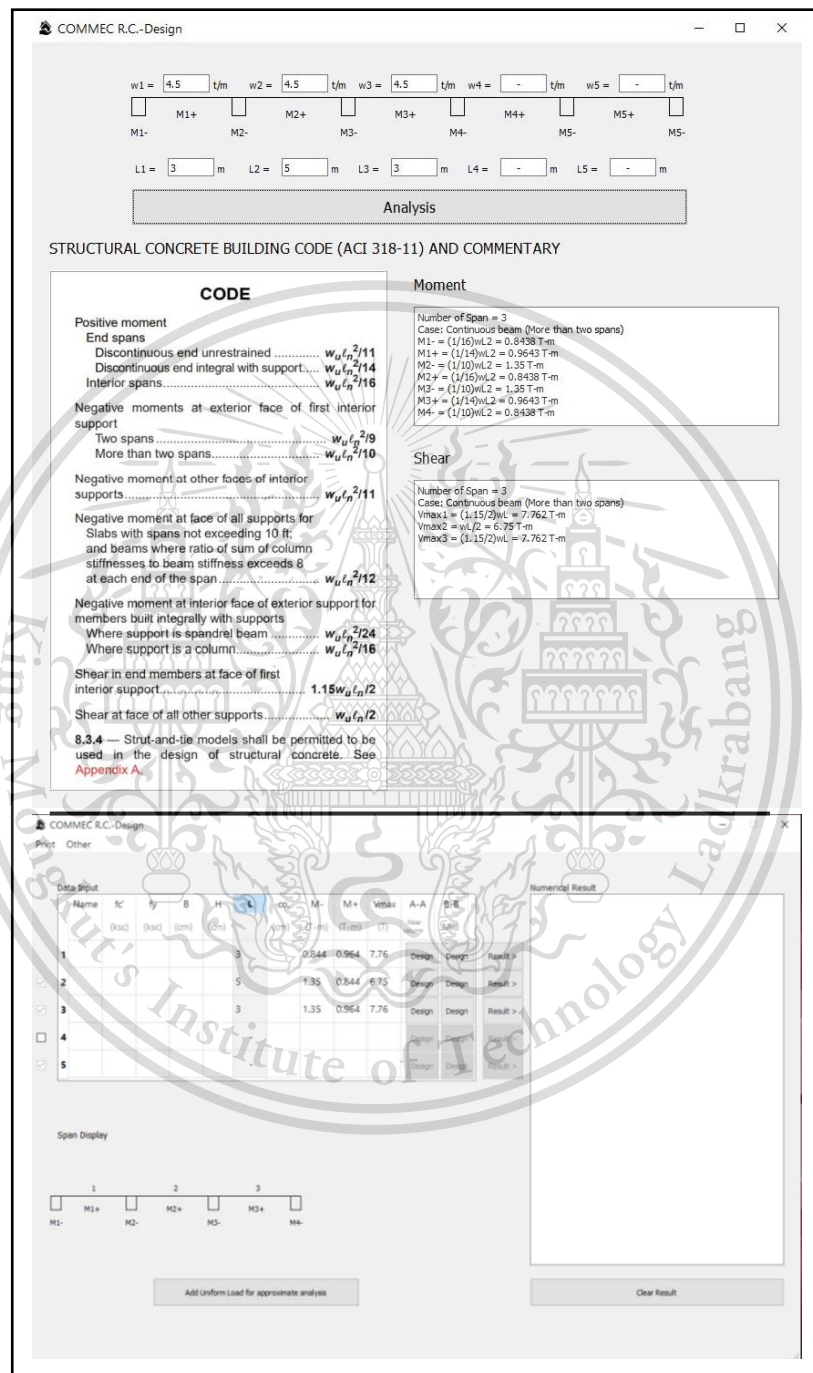 COMMEC R.C.-Design
w1 = 4.5 t/m w2 = 4.5 t/m w3 = 4.5 t/m w4 = - t/m w5 = - t/m
M1+ M2+ M3+ M4+ M5+
M1- M2- M3- M4- M5- M5-
L1 = 3 m L2 = 5 m L3 = 3 m L4 = - m L5 = - m
Analysis
STRUCTURAL CONCRETE BUILDING CODE (ACI 318-11) AND COMMENTARY
CODE
Positive moment
End spans
Discontinuous end unrestrained ............. wuℓn²/11
Discontinuous end integral with support..... wuℓn²/14
Interior spans................................. wuℓn²/16
Negative moments at exterior face of first interior
support
Two spans ..................................... wuℓn²/9
More than two spans......................... wuℓn²/10
Negative moment at other faces of interior
supports......................................... wuℓn²/11
Negative moment at face of all supports for
Slabs with spans not exceeding 10 ft;
and beams where ratio of sum of column
stiffnesses to beam stiffness exceeds 8
at each end of the span....................... wuℓn²/12
Negative moment at interior face of exterior support for
members built integrally with supports
Where support is spandrel beam ............ wuℓn²/24
Where support is a column................... wuℓn²/16
Shear in end members at face of first
interior support................................. 1.15wuℓn/2
Shear at face of all other supports................... wuℓn/2
8.3.4 — Strut-and-tie models shall be permitted to be
used in the design of structural concrete. See
Appendix A.
Moment
Number of Span = 3
Case: Continuous beam (More than two spans)
M1- = (1/16)wL2 = 0.8438 T-m
M1+ = (1/14)wL2 = 0.9643 T-m
M2- = (1/10)wL2 = 1.35 T-m
M2+ = (1/16)wL2 = 0.8438 T-m
M3- = (1/10)wL2 = 1.35 T-m
M3+ = (1/14)wL2 = 0.9643 T-m
M4- = (1/10)wL2 = 0.8438 T-m
Shear
Number of Span = 3
Case: Continuous beam (More than two spans)
Vmax1 = (1.15/2)wL = 7.762 T-m
Vmax2 = wL/2 = 6.75 T-m
Vmax3 = (1.15/2)wL = 7.762 T-m
COMMEC R.C.-Design
Print Other
Data Input
Name fc' fy B H L co. M- M+ Vmax A-A B-B
(ksc) (ksc) (cm) (cm) (cm) (T-m) (T-m) (T) Near
1 3 0.844 0.964 7.76 Design Design Result >
2 5 1.35 0.844 6.75 Design Design Result >
3 3 1.35 0.964 7.76 Design Design Result >
4 Design Design Result >
5 - Design Design Result >
Numerical Result
Span Display
1 2 3
M1+ M2+ M3+
M1- M2- M3- M4-
Add Uniform Load for approximate analysis
Clear Result
King Mongkut's Institute of Technology Ladkrabang